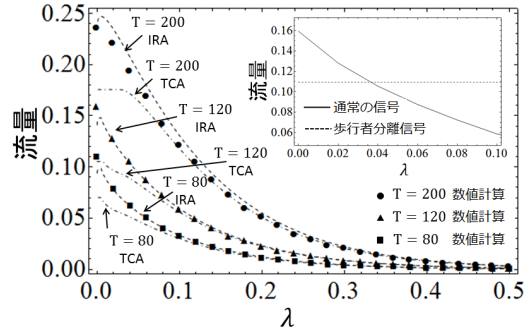 流量
0.25
0.20
0.15
0.10
0.05
0.00
0.0
0.1
0.2
0.3
0.4
0.5
λ
T = 200
IRA
T = 200
TCA
T = 120
IRA
T = 120
TCA
T = 80
IRA
T = 80
TCA
流量
0.16
0.14
0.12
0.10
0.08
0.06
0.00
0.02
0.04
0.06
0.08
0.10
λ
通常の信号
歩行者分離信号
T = 200 数値計算
T = 120 数値計算
T = 80 数値計算